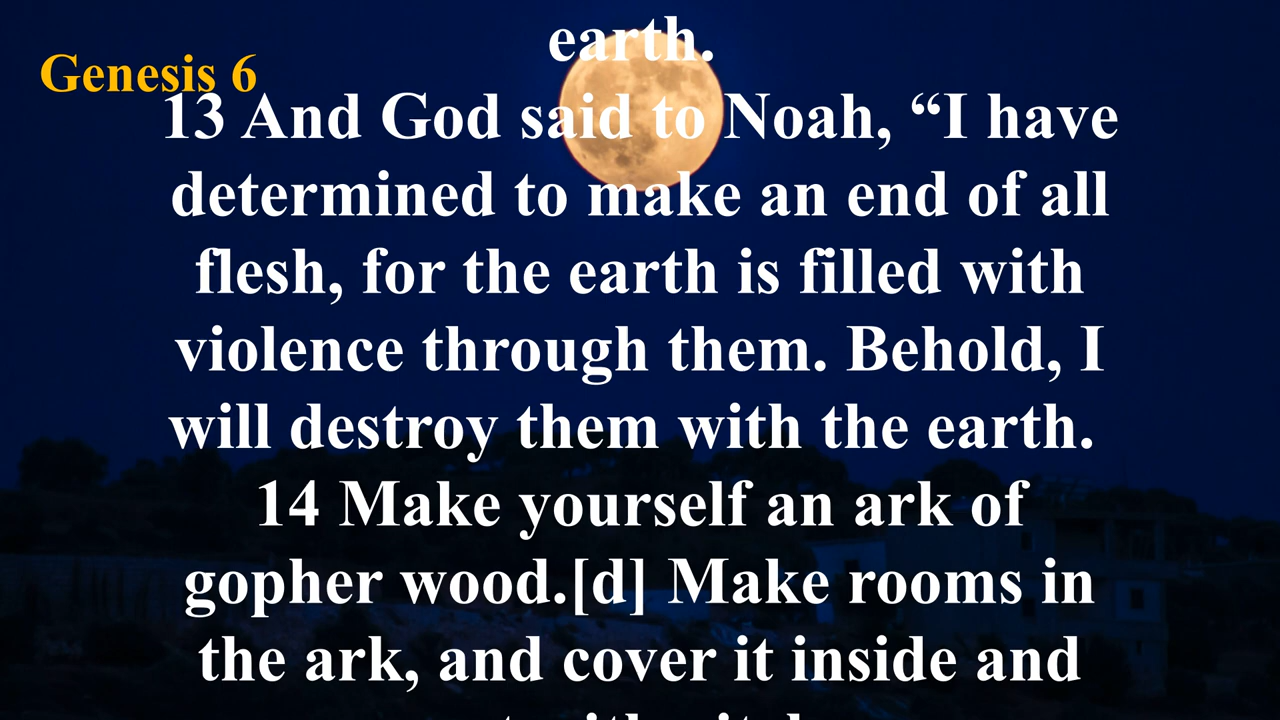 earth.
Genesis 6
13 And God said to Noah, “I have
determined to make an end of all
flesh, for the earth is filled with
violence through them. Behold, I
will destroy them with the earth.
14 Make yourself an ark of
gopher wood.[d] Make rooms in
the ark, and cover it inside and